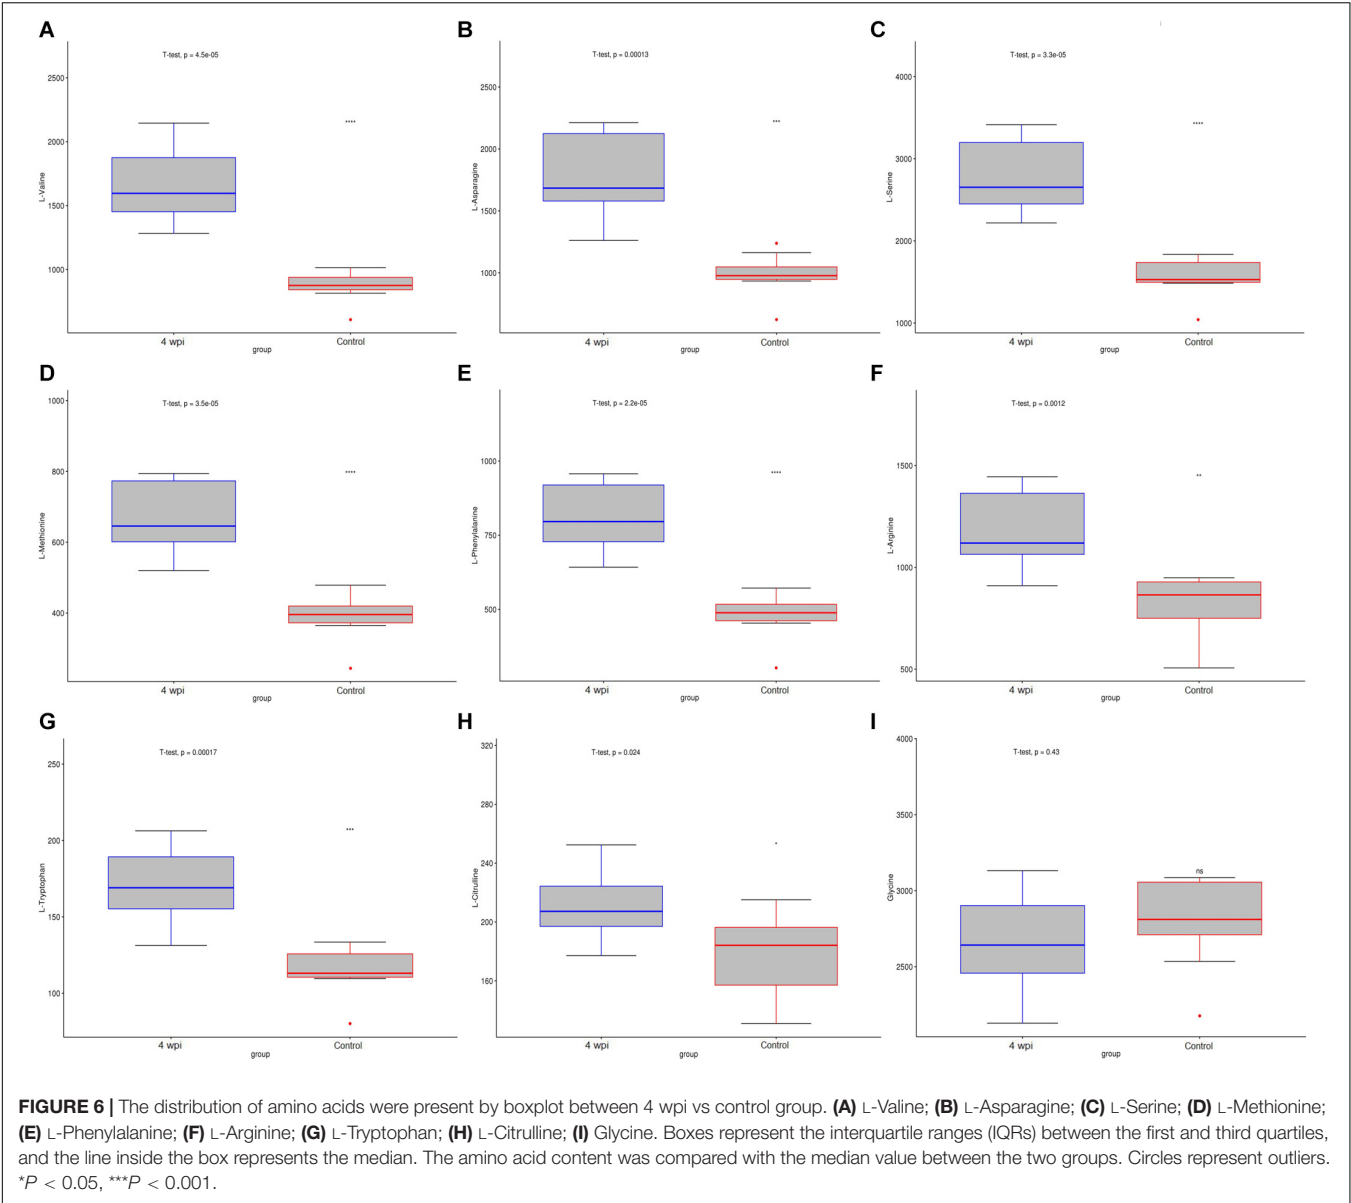 A
T-test, p = 4.5e-05
2500
2000
1500
1000
L-Valine
****
4 wpi
Control
group
B
T-test, p = 0.00013
2500
2000
1500
1000
L-Asparagine
***
4 wpi
Control
group
C
T-test, p = 3.3e-05
4000
3000
2000
1000
L-Serine
****
4 wpi
Control
group
D
T-test, p = 3.5e-05
1000
800
600
400
L-Methionine
****
4 wpi
Control
group
E
T-test, p = 2.2e-05
1000
750
500
L-Phenylalanine
****
4 wpi
Control
group
F
T-test, p = 0.0012
1500
1000
500
L-Arginine
**
4 wpi
Control
group
G
T-test, p = 0.00017
250
200
150
100
L-Tryptophan
***
4 wpi
Control
group
H
T-test, p = 0.024
320
280
240
200
160
L-Citrulline
*
4 wpi
Control
group
I
T-test, p = 0.43
4000
3500
3000
2500
Glycine
ns
4 wpi
Control
group
FIGURE 6 | The distribution of amino acids were present by boxplot between 4 wpi vs control group. (A) L-Valine; (B) L-Asparagine; (C) L-Serine; (D) L-Methionine;
(E) L-Phenylalanine; (F) L-Arginine; (G) L-Tryptophan; (H) L-Citrulline; (I) Glycine. Boxes represent the interquartile ranges (IQRs) between the first and third quartiles,
and the line inside the box represents the median. The amino acid content was compared with the median value between the two groups. Circles represent outliers.
*P < 0.05, ***P < 0.001.